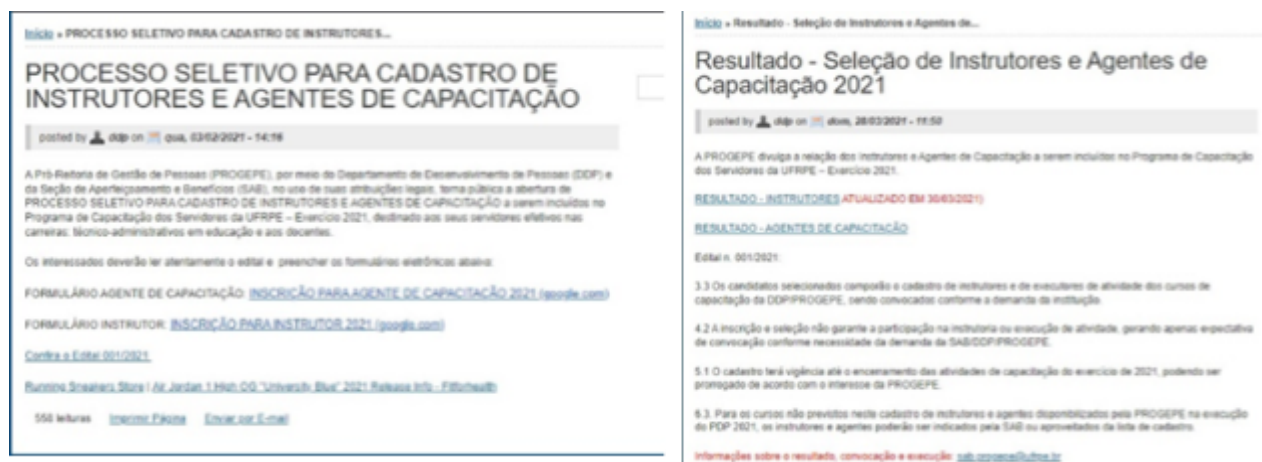 Início » PROCESSO SELETIVO PARA CADASTRO DE INSTRUTORES...
PROCESSO SELETIVO PARA CADASTRO DE
INSTRUTORES E AGENTES DE CAPACITAÇÃO
posted by ddp on qua, 03/02/2021 - 14:16
A Pró-Reitoria de Gestão de Pessoas (PROGEPE), por meio do Departamento de Desenvolvimento de Pessoas (DDP) e
da Seção de Aperfeiçoamento e Benefícios (SAB), no uso de suas atribuições legais, torna pública a abertura de
PROCESSO SELETIVO PARA CADASTRO DE INSTRUTORES E AGENTES DE CAPACITAÇÃO a serem incluídos no
Programa de Capacitação dos Servidores da UFRPE – Exercício 2021, destinado aos seus servidores efetivos nas
carreiras: técnico-administrativos em educação e aos docentes.
Os interessados deverão ler atentamente o edital e preencher os formulários eletrônicos abaixo:
FORMULÁRIO AGENTE DE CAPACITAÇÃO: INSCRIÇÃO PARA AGENTE DE CAPACITAÇÃO 2021 (google.com)
FORMULÁRIO INSTRUTOR: INSCRIÇÃO PARA INSTRUTOR 2021 (google.com)
Confira o Edital 001/2021.
Running Sneakers Store | Air Jordan 1 High OG "University Blue" 2021 Release Info - Fitforhealth
558 leituras Imprimir Página Enviar por E-mail
Início » Resultado - Seleção de Instrutores e Agentes de...
Resultado - Seleção de Instrutores e Agentes de
Capacitação 2021
posted by ddp on dom, 28/03/2021 - 11:50
A PROGEPE divulga a relação dos Instrutores e Agentes de Capacitação a serem incluídos no Programa de Capacitação
dos Servidores da UFRPE – Exercício 2021.
RESULTADO - INSTRUTORES ATUALIZADO EM 30/03/2021)
RESULTADO - AGENTES DE CAPACITAÇÃO
Edital n. 001/2021:
3.3 Os candidatos selecionados comporão o cadastro de instrutores e de executores de atividade dos cursos de
capacitação da DDP/PROGEPE, sendo convocados conforme a demanda da instituição.
4.2 A inscrição e seleção não garante a participação na instrutoria ou execução de atividade, gerando apenas expectativa
de convocação conforme necessidade da demanda da SAB/DDP/PROGEPE.
5.1 O cadastro terá vigência até o encerramento das atividades de capacitação do exercício de 2021, podendo ser
prorrogado de acordo com o interesse da PROGEPE.
6.3. Para os cursos não previstos neste cadastro de instrutores e agentes disponibilizados pela PROGEPE na execução
do PDP 2021, os instrutores e agentes poderão ser indicados pela SAB ou aproveitados da lista de cadastro.
Informações sobre o resultado, convocação e execução: sab.progepe@ufrpe.br